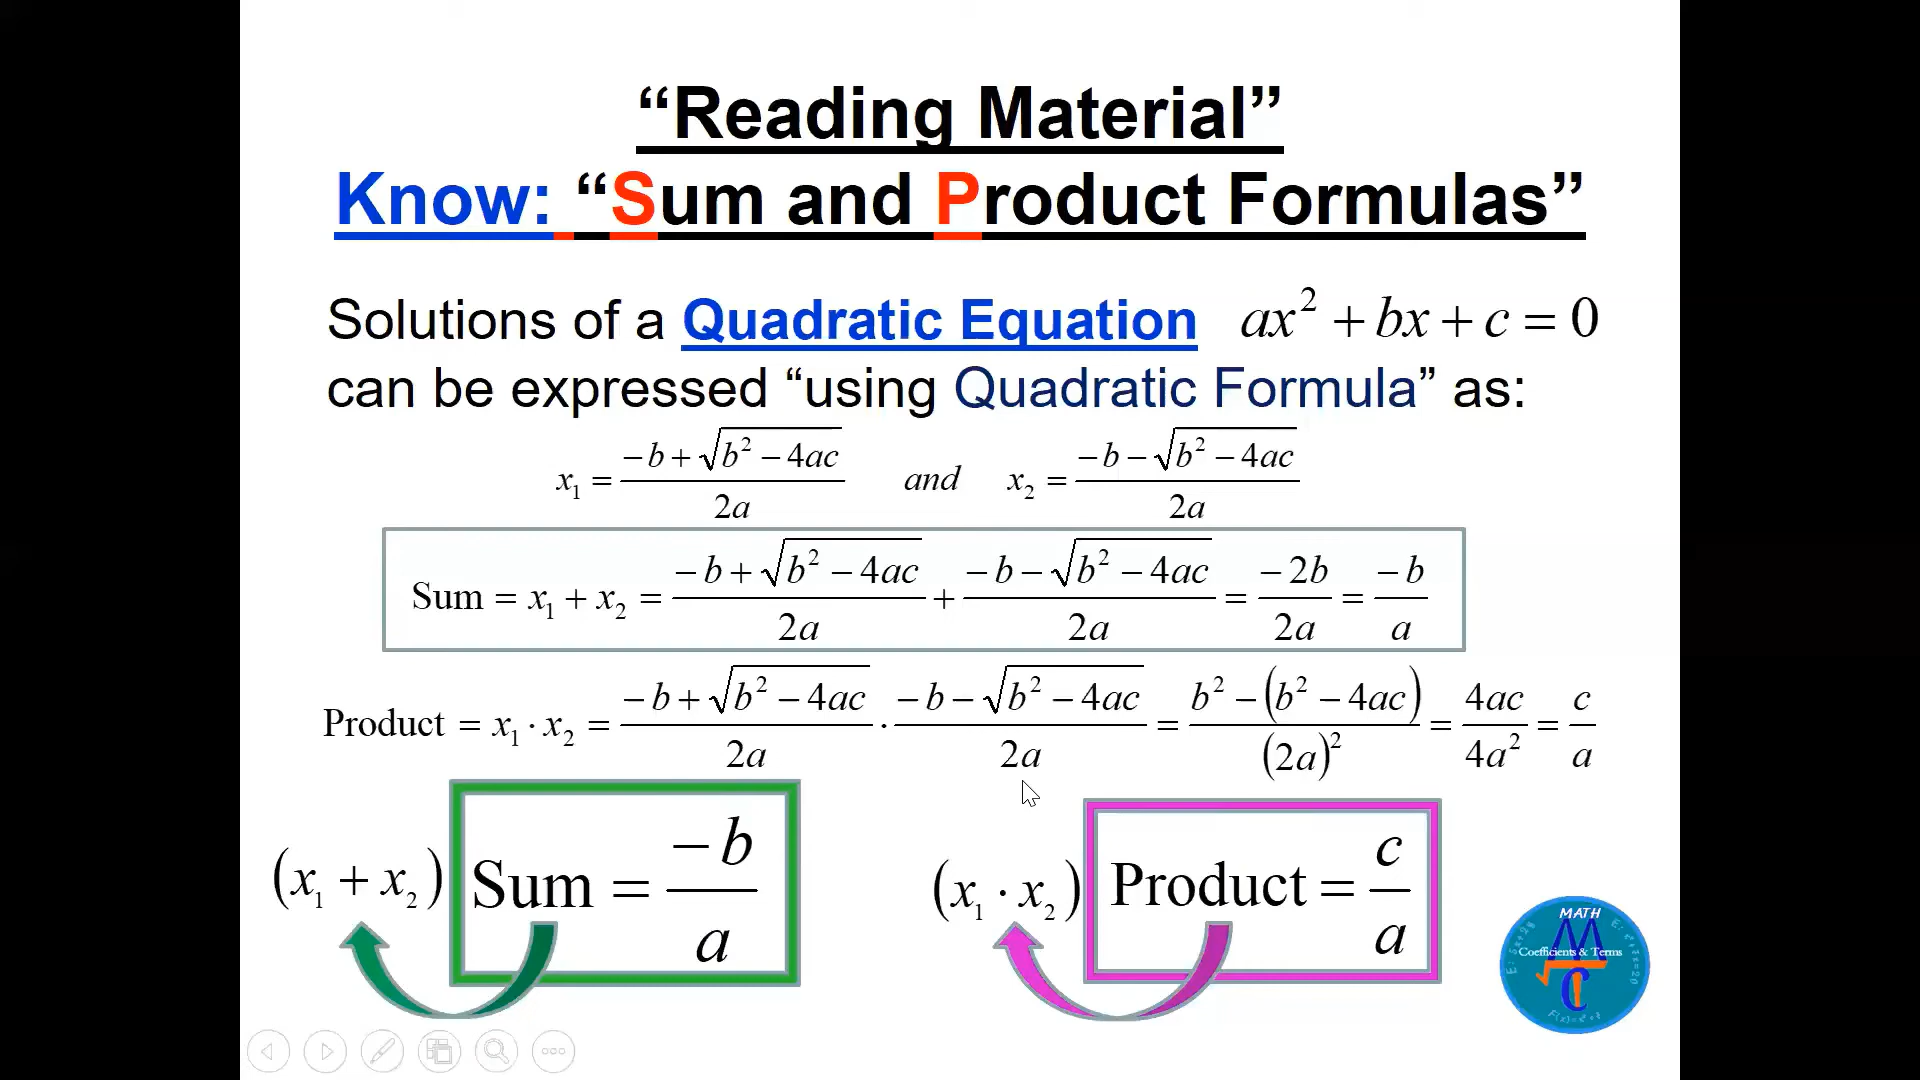 “Reading Material”
Know: “Sum and Product Formulas”
Solutions of a Quadratic Equation ax² + bx + c = 0
can be expressed “using Quadratic Formula” as:
x₁ = (−b + √(b² − 4ac)) / 2a and x₂ = (−b − √(b² − 4ac)) / 2a
Sum = x₁ + x₂ = (−b + √(b² − 4ac)) / 2a + (−b − √(b² − 4ac)) / 2a = −2b / 2a = −b / a
Product = x₁ · x₂ = (−b + √(b² − 4ac)) / 2a · (−b − √(b² − 4ac)) / 2a = (b² − (b² − 4ac)) / (2a)² = 4ac / 4a² = c / a
(x₁ + x₂) Sum = −b / a
(x₁ · x₂) Product = c / a
MATH
Coefficients & Terms